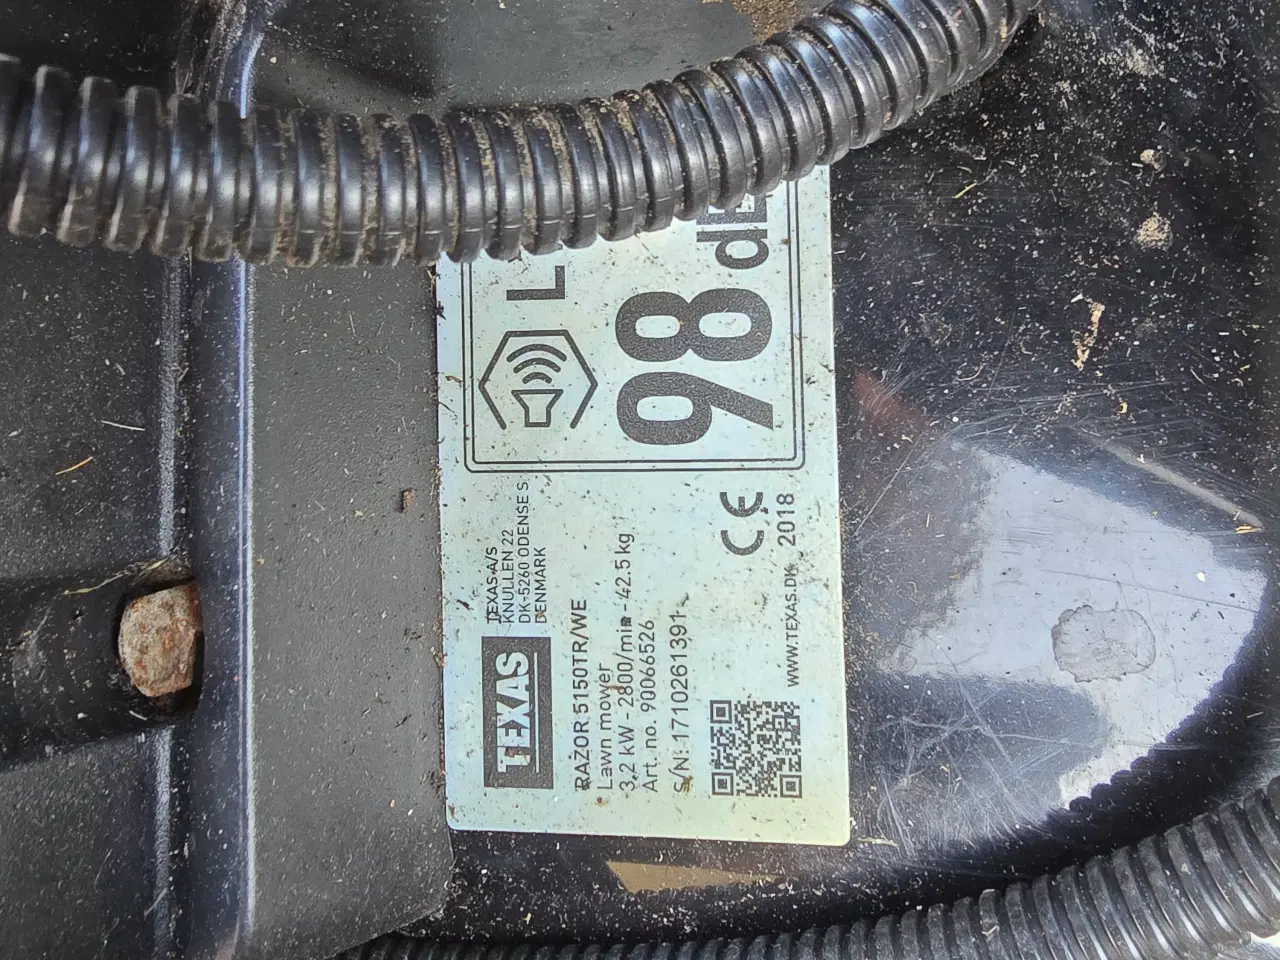 TEXAS
TEXAS A/S
KNULLEN 22
DK-5260 ODENSE S
DENMARK
RAZOR 5150TR/WE
Lawn mower
3,2 kW - 2800/min - 42.5 kg
Art. no. 90066526
S/N: 1710261391
CE
WWW.TEXAS.DK
2018
L
98
dB